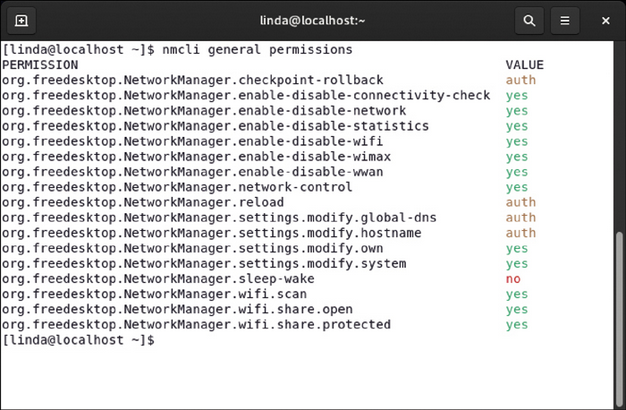 linda@localhost:~
[linda@localhost ~]$ nmcli general permissions
PERMISSION VALUE
org.freedesktop.NetworkManager.checkpoint-rollback auth
org.freedesktop.NetworkManager.enable-disable-connectivity-check yes
org.freedesktop.NetworkManager.enable-disable-network yes
org.freedesktop.NetworkManager.enable-disable-statistics yes
org.freedesktop.NetworkManager.enable-disable-wifi yes
org.freedesktop.NetworkManager.enable-disable-wimax yes
org.freedesktop.NetworkManager.enable-disable-wwan yes
org.freedesktop.NetworkManager.network-control yes
org.freedesktop.NetworkManager.reload auth
org.freedesktop.NetworkManager.settings.modify.global-dns auth
org.freedesktop.NetworkManager.settings.modify.hostname auth
org.freedesktop.NetworkManager.settings.modify.own yes
org.freedesktop.NetworkManager.settings.modify.system yes
org.freedesktop.NetworkManager.sleep-wake no
org.freedesktop.NetworkManager.wifi.scan yes
org.freedesktop.NetworkManager.wifi.share.open yes
org.freedesktop.NetworkManager.wifi.share.protected yes
[linda@localhost ~]$